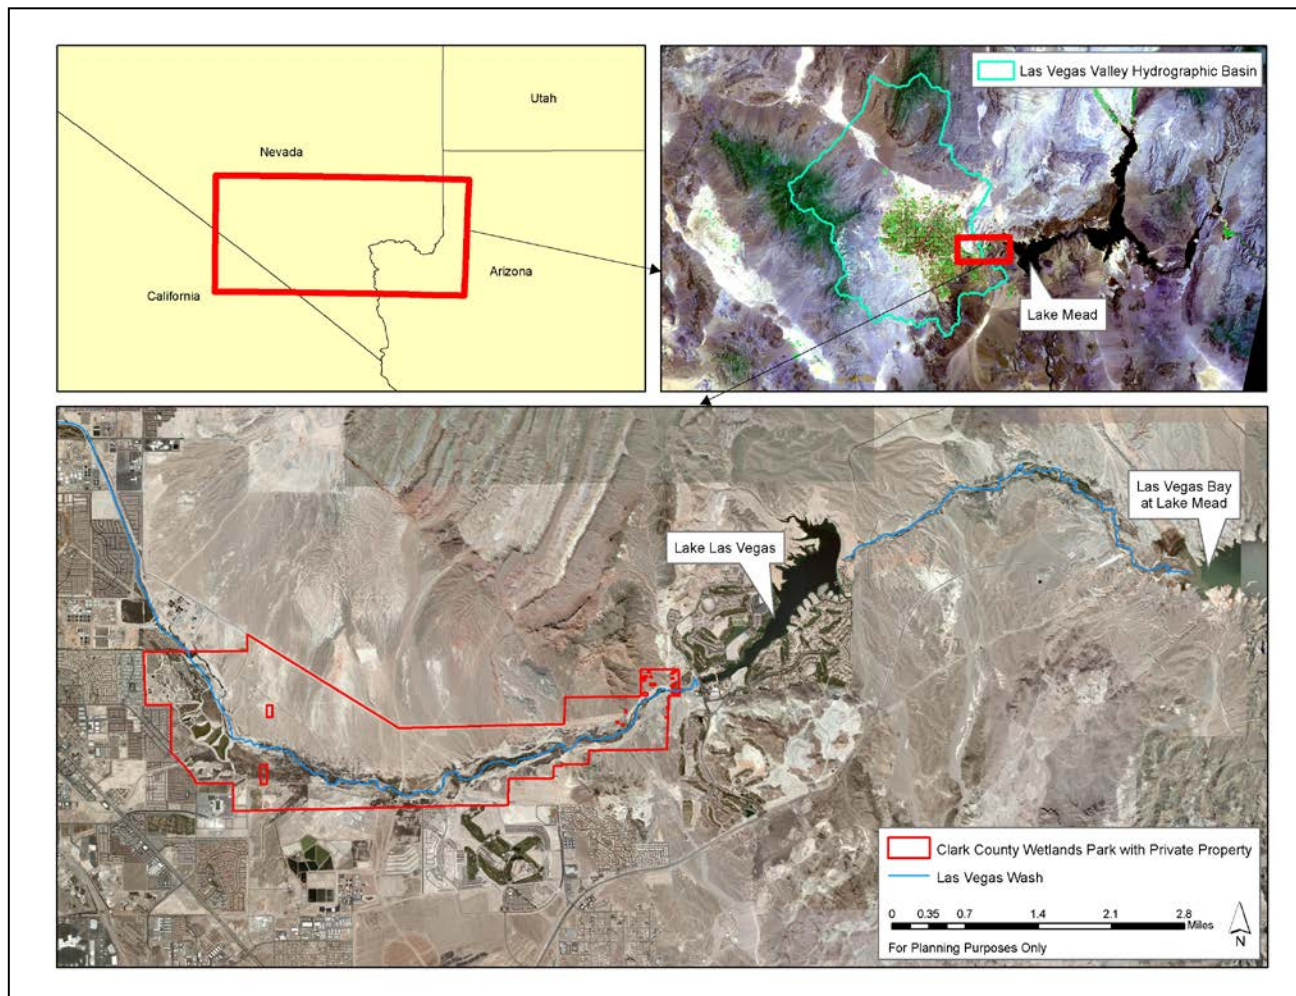 Utah
Nevada
Arizona
California
Las Vegas Valley Hydrographic Basin
Lake Mead
Las Vegas Bay
at Lake Mead
Lake Las Vegas
Clark County Wetlands Park with Private Property
Las Vegas Wash
0 0.35 0.7 1.4 2.1 2.8
Miles
For Planning Purposes Only
N